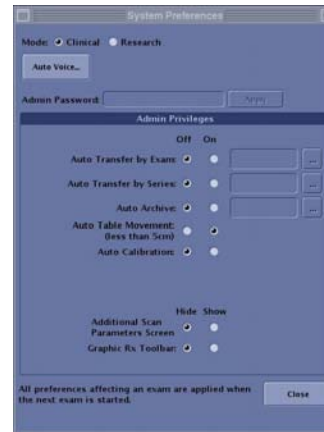 System Preferences
Mode: Clinical Research
Auto Voice...
Admin Password: Apply
Admin Privileges
Off On
Auto Transfer by Exam: ...
Auto Transfer by Series: ...
Auto Archive: ...
Auto Table Movement:
(less than 5cm)
Auto Calibration:
Hide Show
Additional Scan
Parameters Screen
Graphic Rx Toolbar:
All preferences affecting an exam are applied when
the next exam is started.
Close